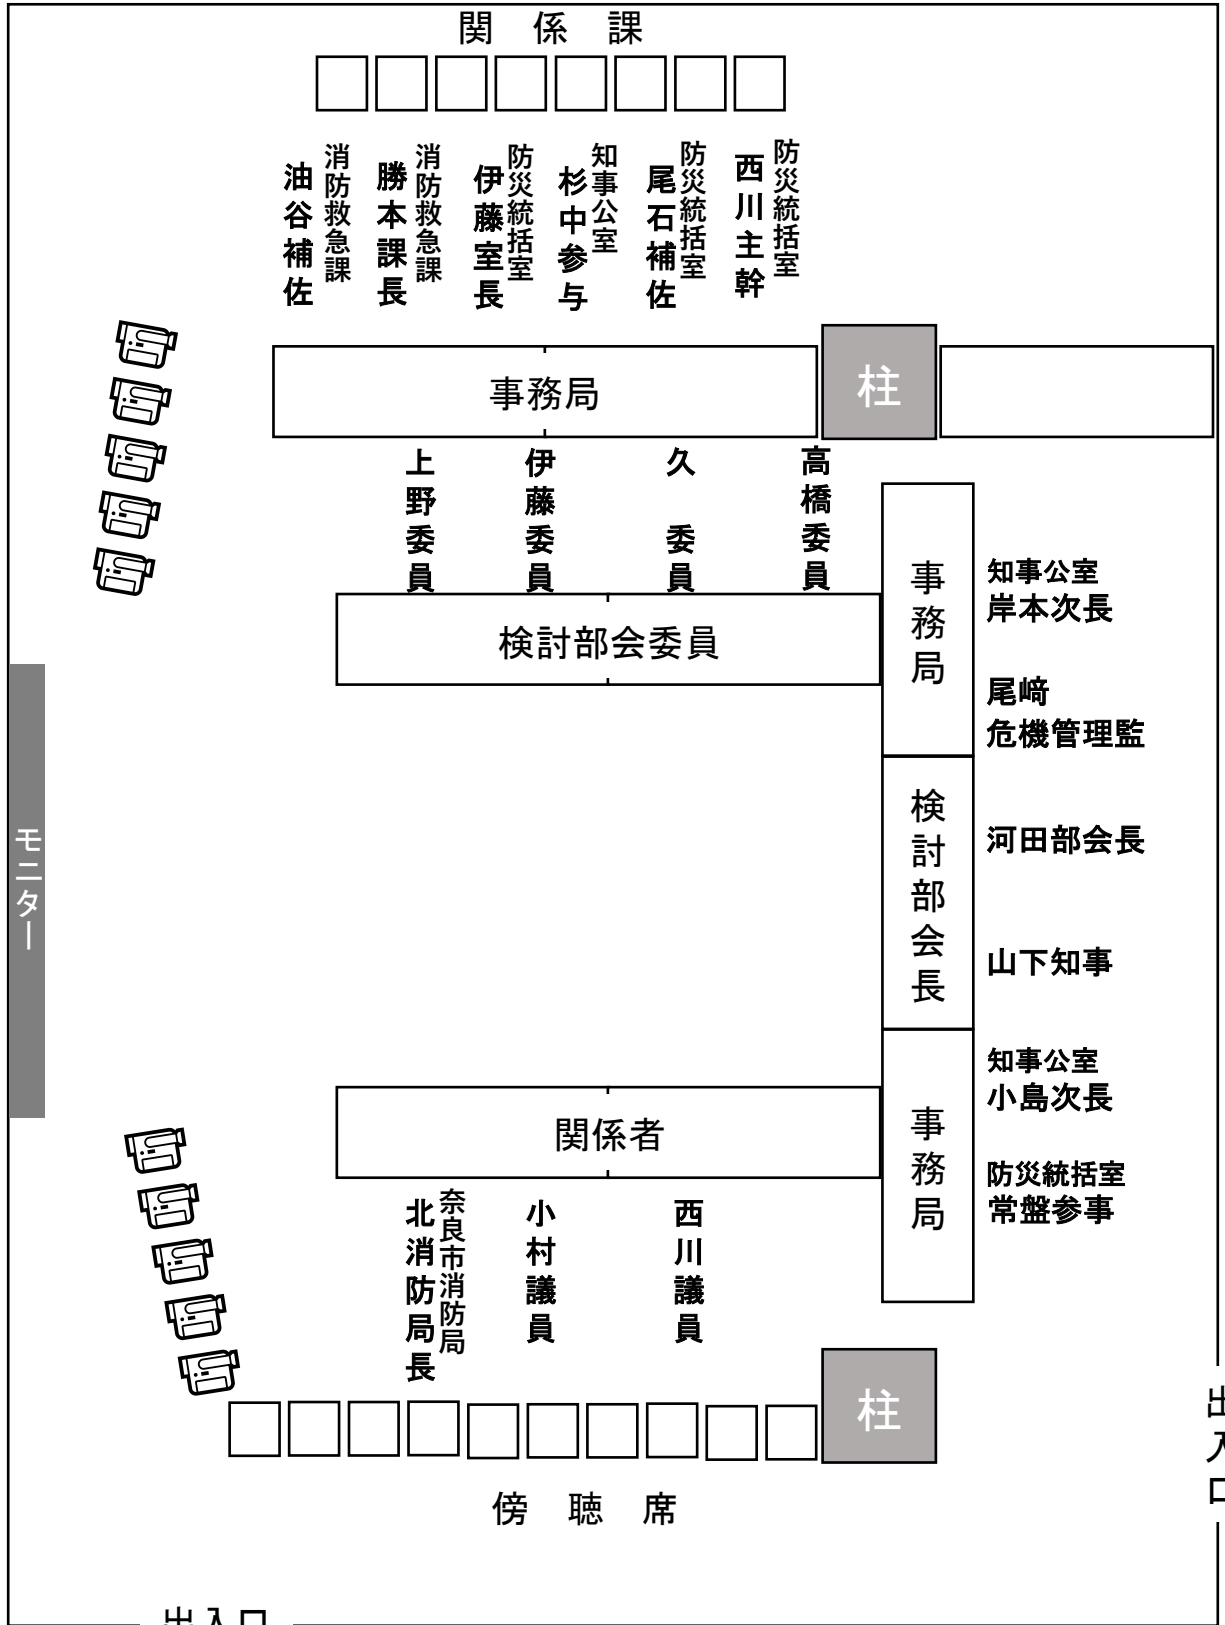 関係課
消防救急課
油谷補佐
消防救急課
勝本課長
防災統括室
伊藤室長
知事公室
杉中参与
防災統括室
尾石補佐
防災統括室
西川主幹
事務局
柱
上野委員
伊藤委員
久　委員
高橋委員
検討部会委員
事務局
知事公室
岸本次長
尾﨑
危機管理監
モニター
検討部会長
河田部会長
山下知事
関係者
事務局
知事公室
小島次長
防災統括室
常盤参事
奈良市消防局
北消防局長
小村議員
西川議員
柱
傍聴席
出入口
出入口